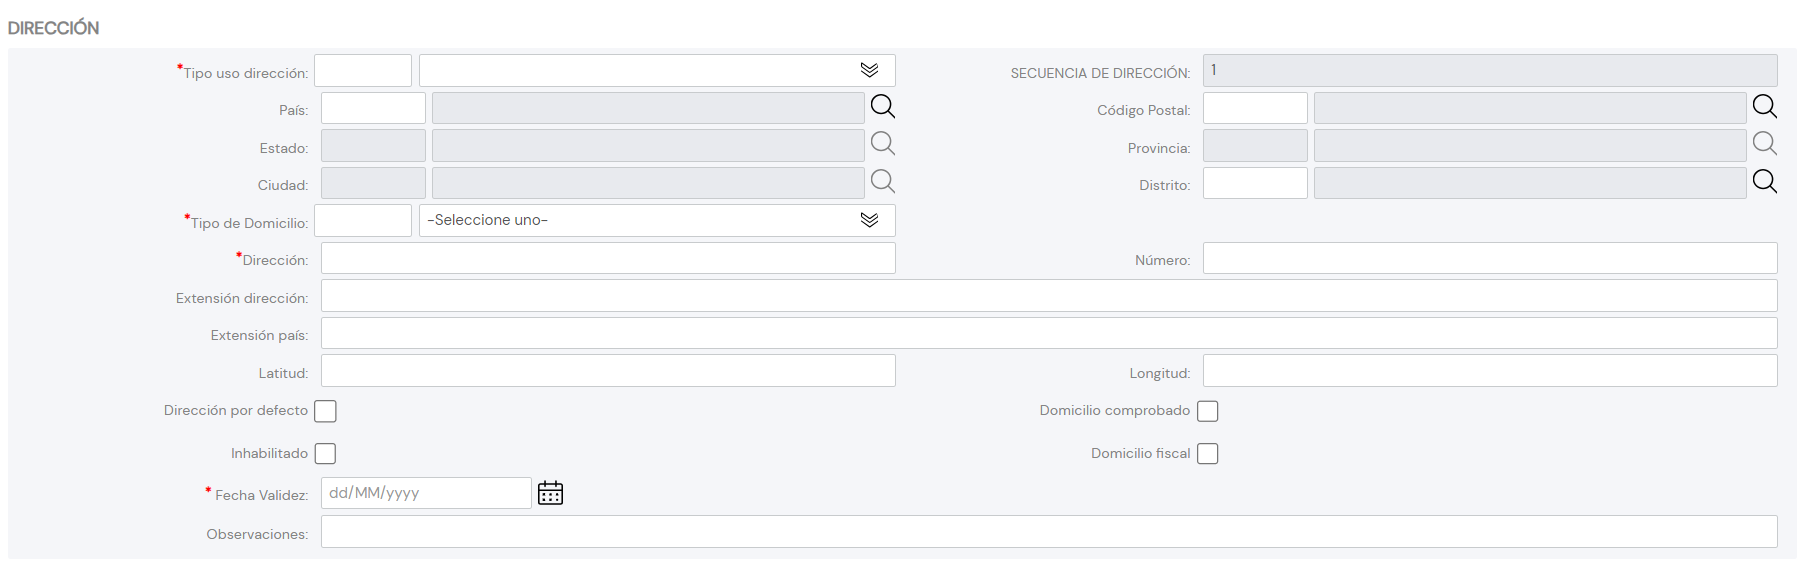 DIRECCIÓN
*Tipo uso dirección: SECUENCIA DE DIRECCIÓN: 1
País: Código Postal:
Estado: Provincia:
Ciudad: Distrito:
*Tipo de Domicilio: -Seleccione uno-
*Dirección: Número:
Extensión dirección:
Extensión país:
Latitud: Longitud:
Dirección por defecto Domicilio comprobado
Inhabilitado Domicilio fiscal
* Fecha Validez: dd/MM/yyyy
Observaciones: